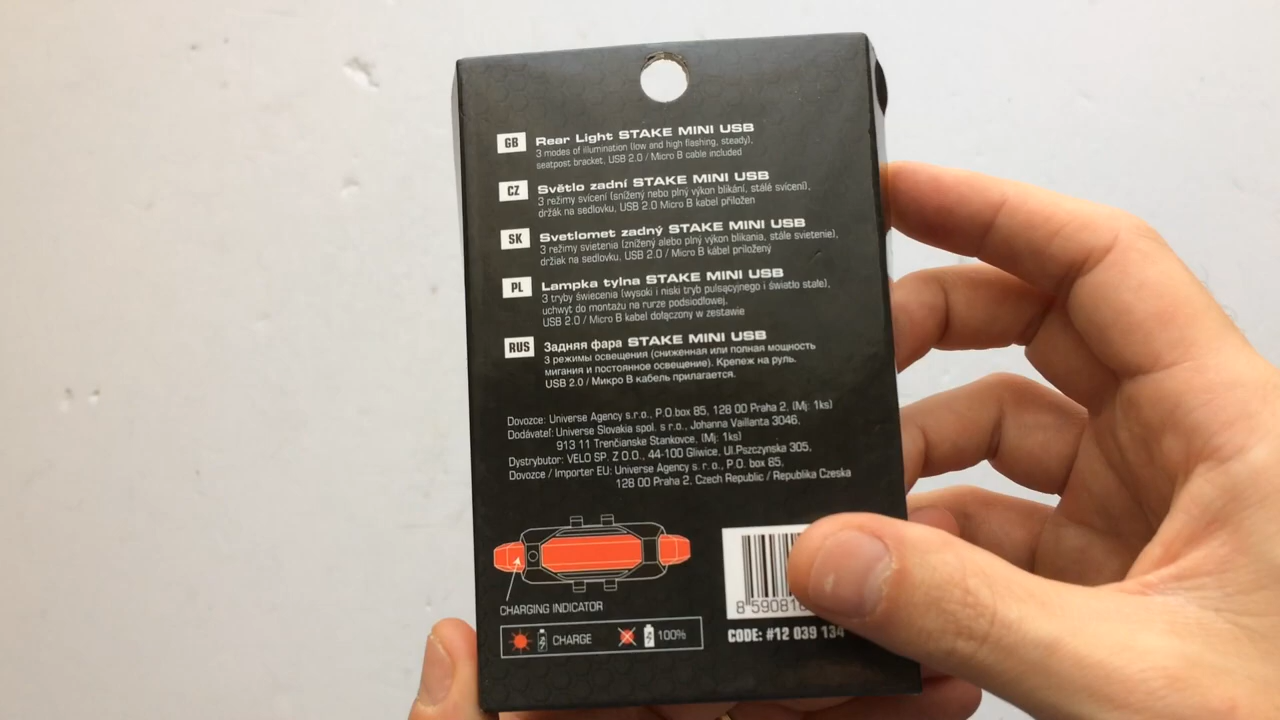 GB Rear Light STAKE MINI USB
3 modes of illumination (low and high flashing, steady),
seatpost bracket, USB 2.0 / Micro B cable included
CZ Světlo zadní STAKE MINI USB
3 režimy svícení (snížený nebo plný výkon blikání, stálé svícení),
držák na sedlovku, USB 2.0 Micro B kabel přiložen
SK Svetlomet zadný STAKE MINI USB
3 režimy svietenia (znížený alebo plný výkon blikania, stále svietenie),
držiak na sedlovku, USB 2.0 / Micro B kábel priložený
PL Lampka tylna STAKE MINI USB
3 tryby świecenia (wysoki i niski tryb pulsacyjnego i światło stałe),
uchwyt do montażu na rurze podsiodłowej,
USB 2.0 / Micro B kabel dołączony w zestawie
RUS Задняя фара STAKE MINI USB
3 режимы освещения (сниженная или полная мощность
мигания и постоянное освещение). Крепеж на руль.
USB 2.0 / Микро B кабель прилагается.
Dovozce: Universe Agency s.r.o., P.O.box 85, 128 00 Praha 2, (Mj: 1ks)
Dodávateľ: Universe Slovakia spol. s r.o., Johanna Vaillanta 3046,
913 11 Trenčianske Stankovce, (Mj: 1ks)
Dystrybutor: VELO SP. Z O.O., 44-100 Gliwice, Ul.Pszczynska 305,
Dovozce / Importer EU: Universe Agency s. r. o., P.O. box 85,
128 00 Praha 2, Czech Republic / Republika Czeska
CHARGING INDICATOR
CHARGE 100%
8 59081
CODE: #12 039 134